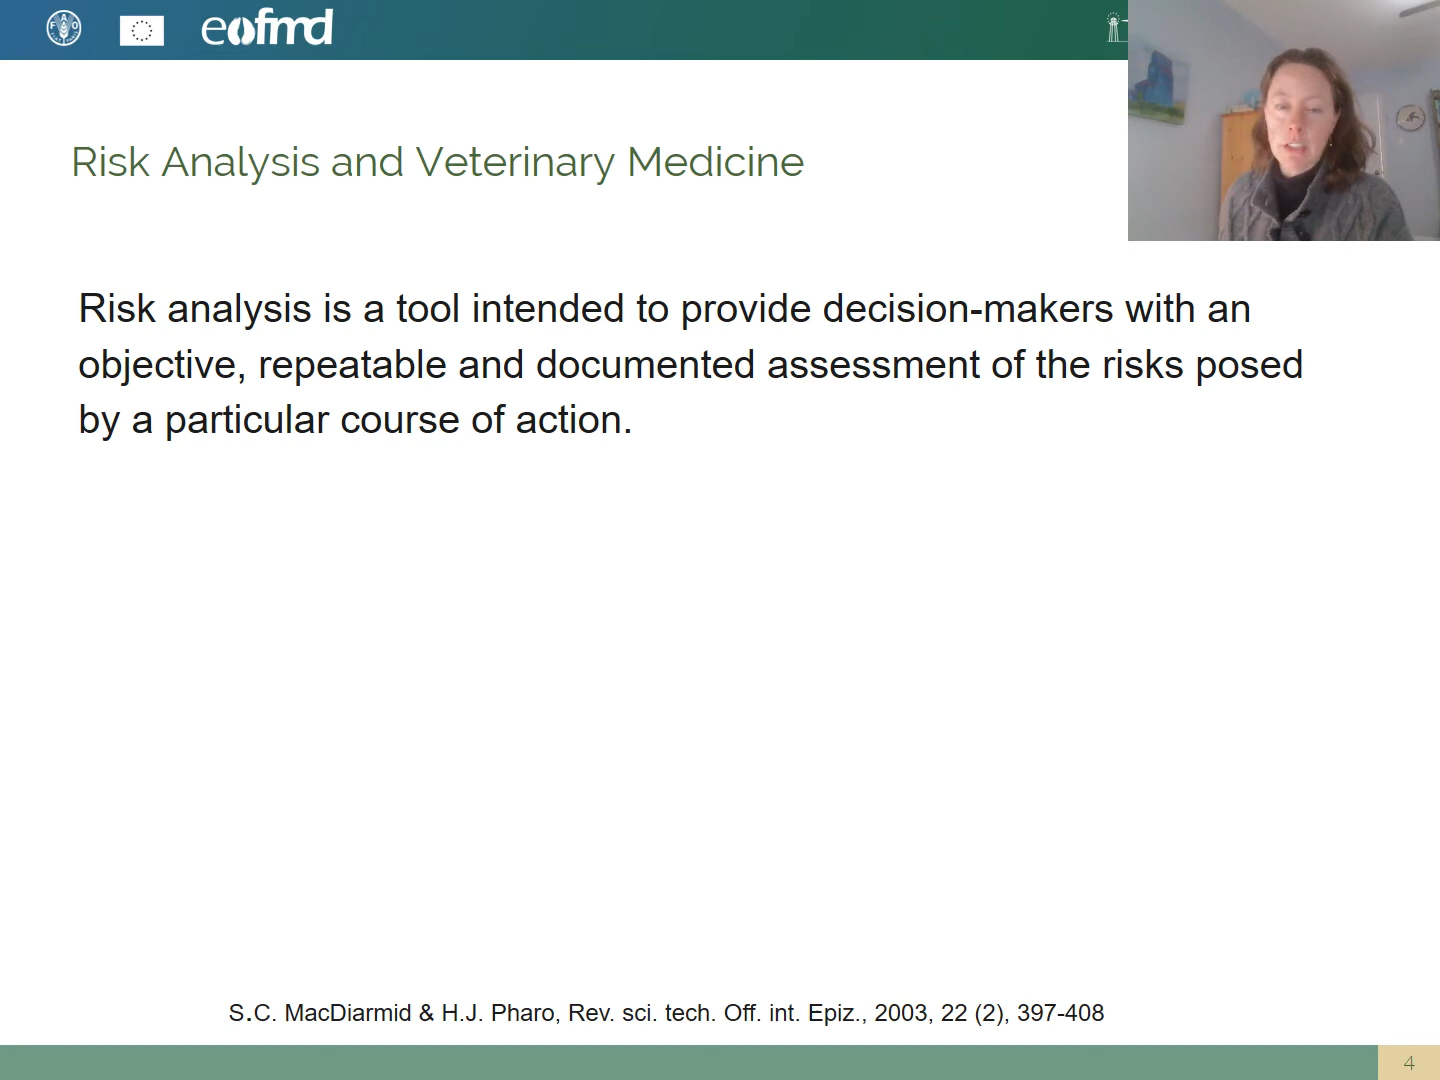 FAO
eofmd
Risk Analysis and Veterinary Medicine
Risk analysis is a tool intended to provide decision-makers with an
objective, repeatable and documented assessment of the risks posed
by a particular course of action.
S.C. MacDiarmid & H.J. Pharo, Rev. sci. tech. Off. int. Epiz., 2003, 22 (2), 397-408
4